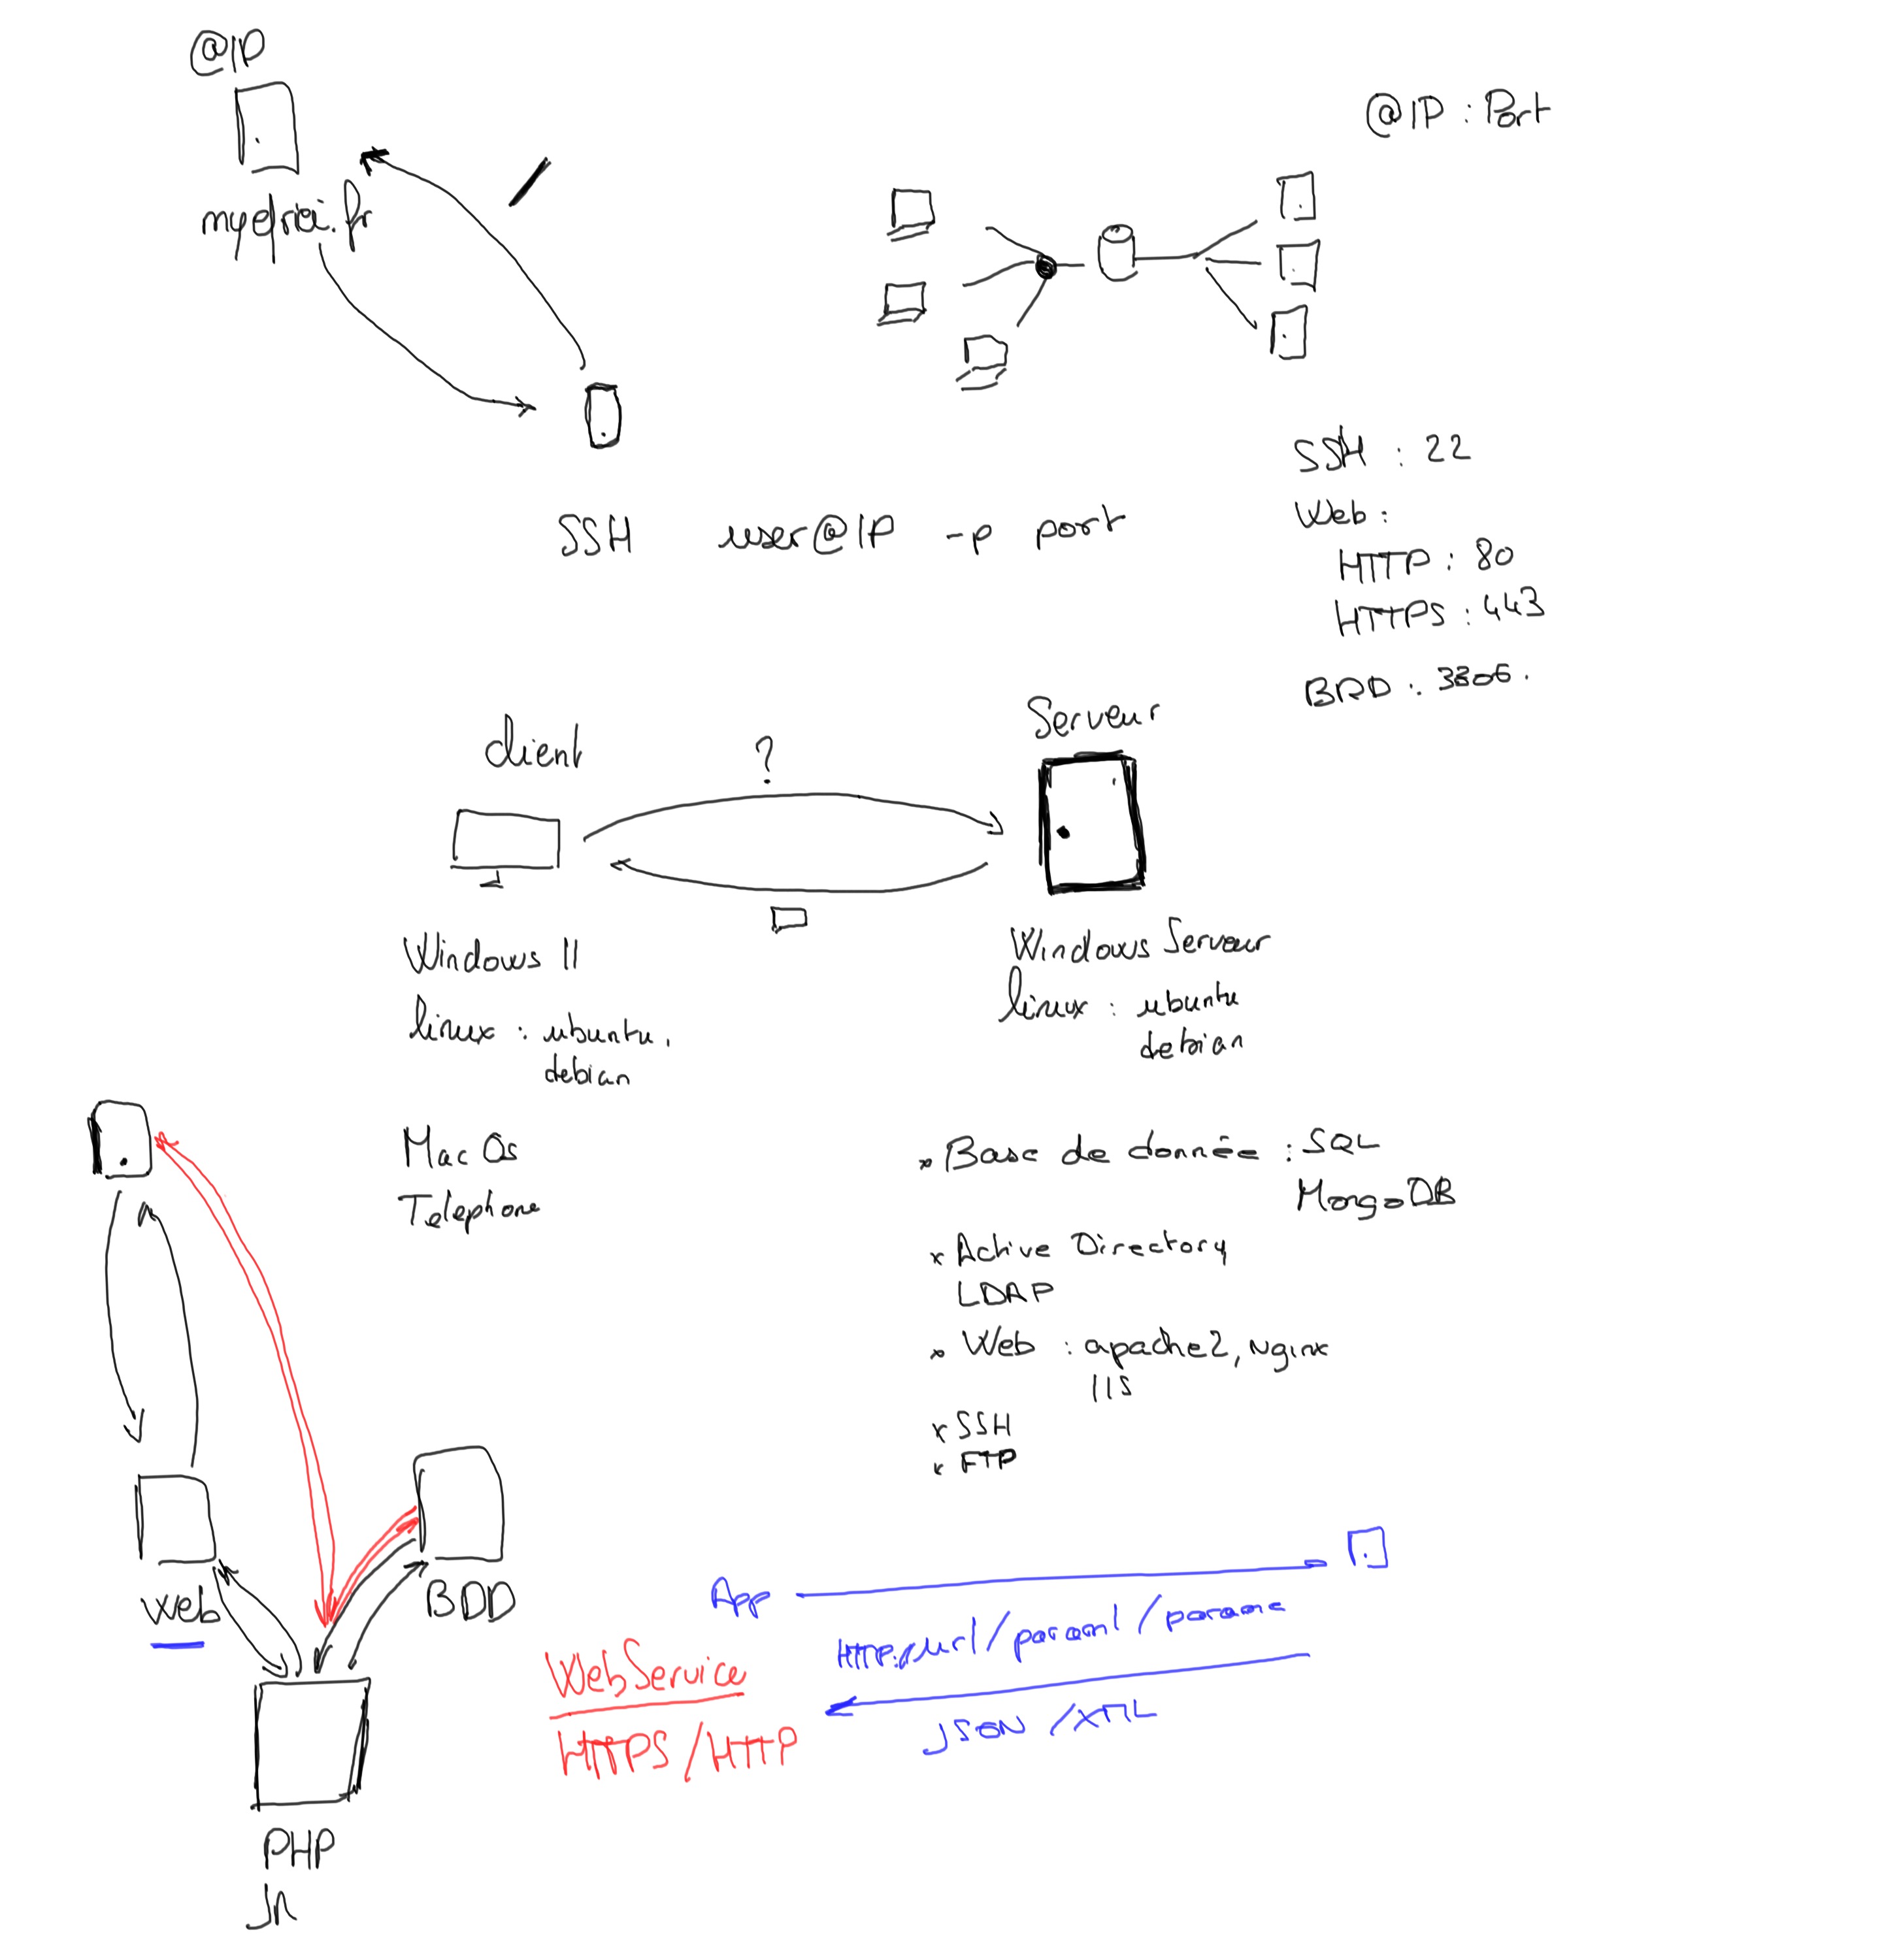 @IP
myefrei.fr
@IP : Port
SSH user@IP -p port
SSH : 22
Web :
HTTP : 80
HTTPS : 443
BRD : 3306.
client
?
Serveur
Windows 11
linux : ubuntu,
debian
Mac Os
Telephone
Windows Serveur
linux : ubuntu
debian
x Base de donnée : SQL
MongoDB
x Active Directory
LDAP
x Web : apache2, Nginx
IIS
x SSH
x FTP
Web
BDD
PHP
WebService
HTTPS/HTTP
App
HTTP://url/param1/params
JSON /XML